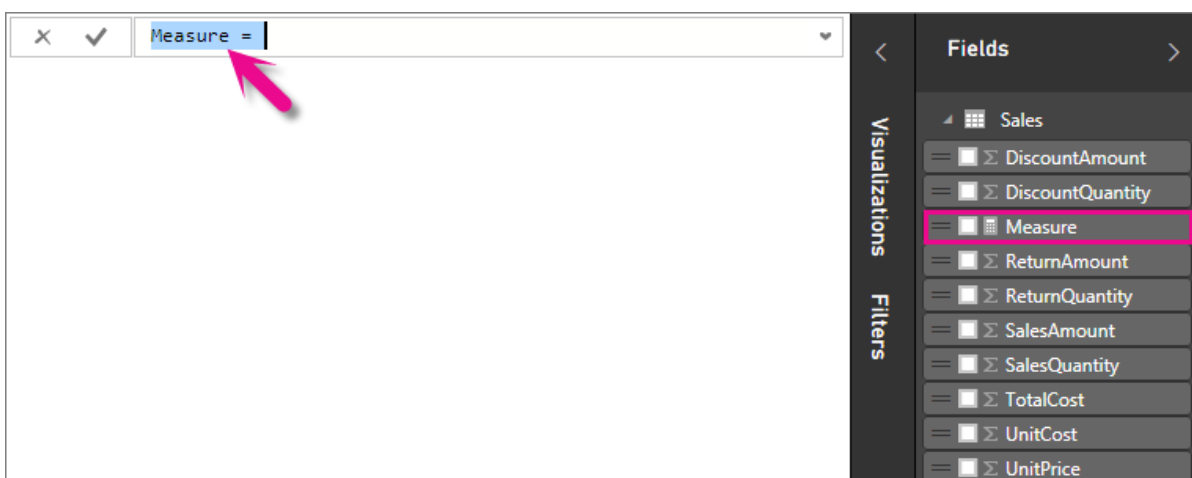 Measure =
Fields
Visualizations
Filters
Sales
DiscountAmount
DiscountQuantity
Measure
ReturnAmount
ReturnQuantity
SalesAmount
SalesQuantity
TotalCost
UnitCost
UnitPrice